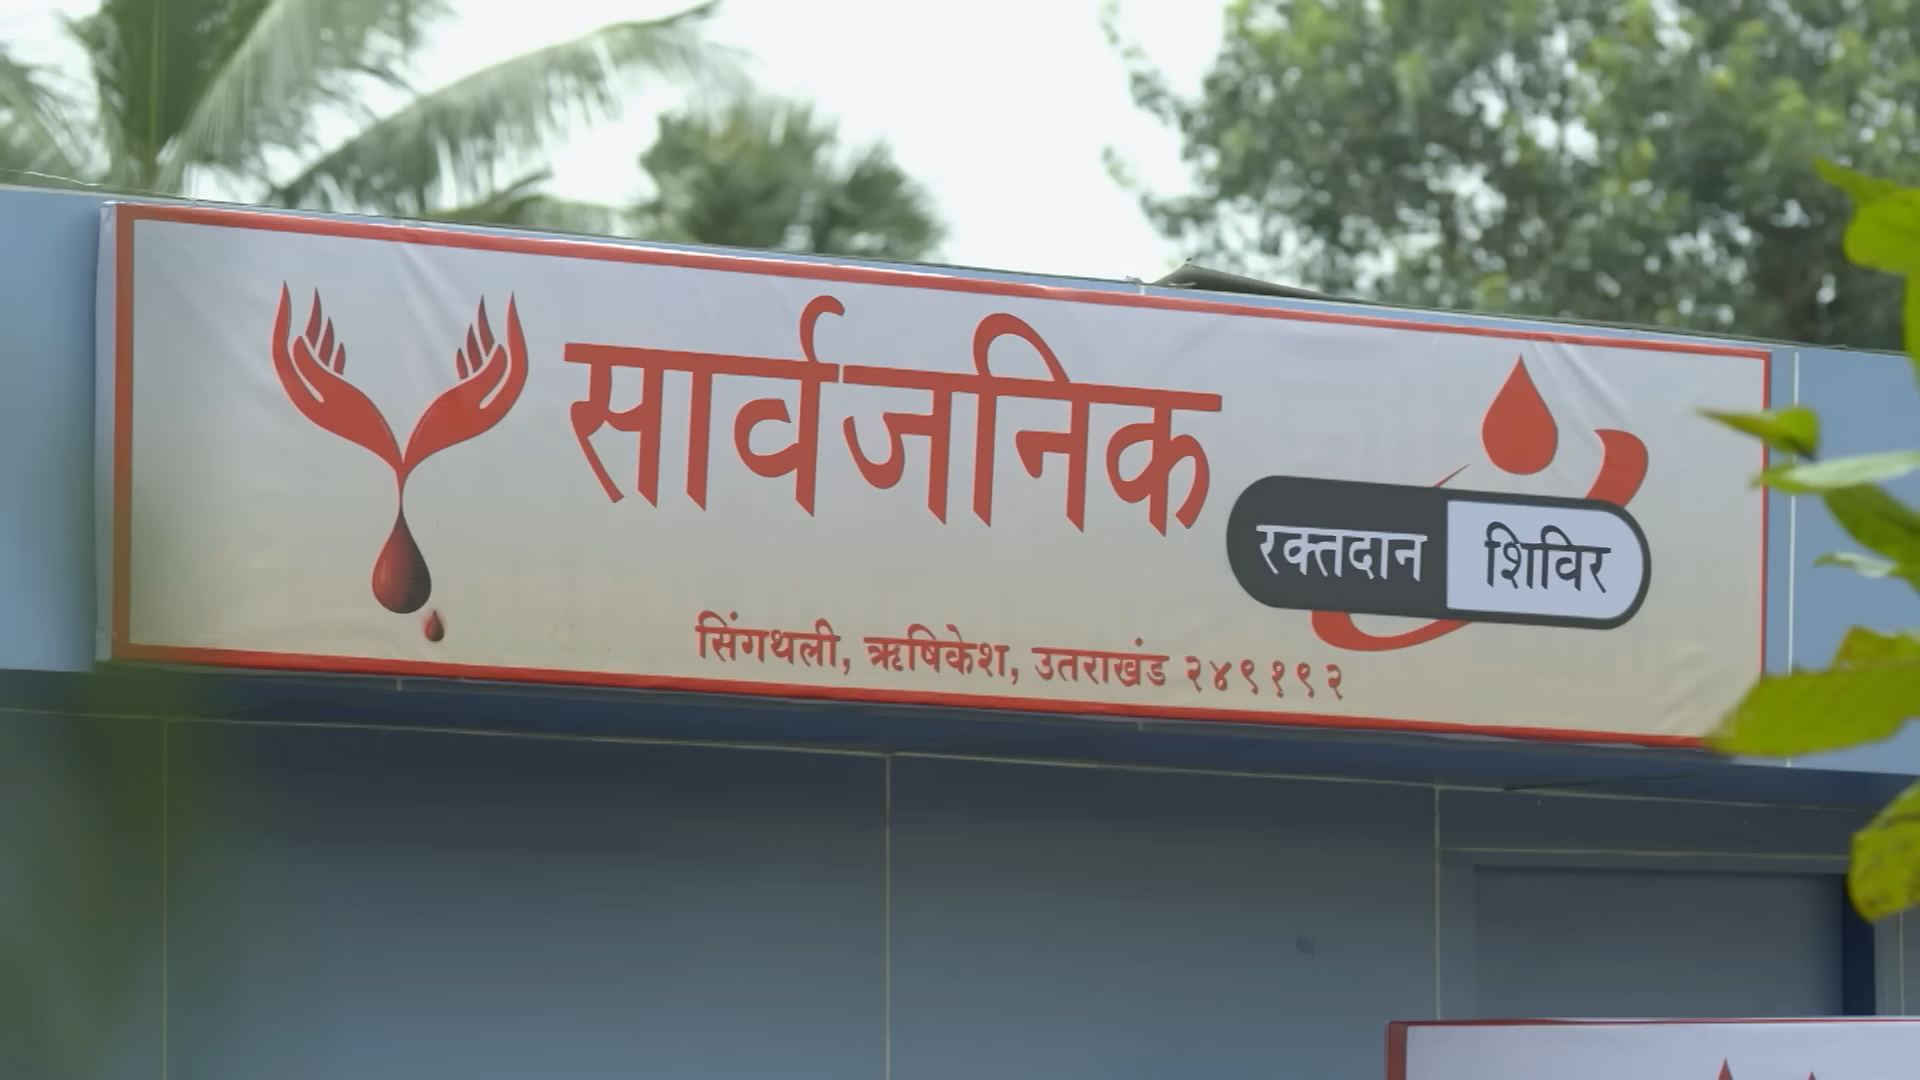 सार्वजनिक
रक्तदान शिविर
सिंगथली, ऋषिकेश, उतराखंड २४९१९२